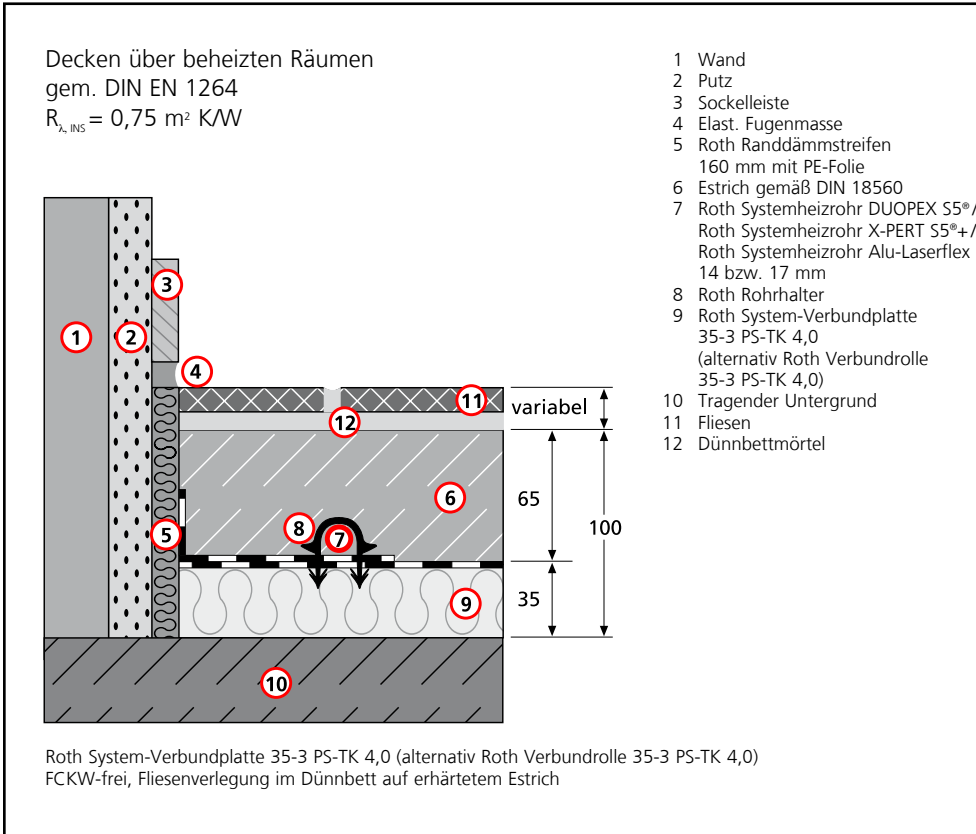 Decken über beheizten Räumen
gem. DIN EN 1264
R λ, INS = 0,75 m² K/W
1 Wand
2 Putz
3 Sockelleiste
4 Elast. Fugenmasse
5 Roth Randdämmstreifen
160 mm mit PE-Folie
6 Estrich gemäß DIN 18560
7 Roth Systemheizrohr DUOPEX S5®/
Roth Systemheizrohr X-PERT S5®+/
Roth Systemheizrohr Alu-Laserflex
14 bzw. 17 mm
8 Roth Rohrhalter
9 Roth System-Verbundplatte
35-3 PS-TK 4,0
(alternativ Roth Verbundrolle
35-3 PS-TK 4,0)
10 Tragender Untergrund
11 Fliesen
12 Dünnbettmörtel
3
1
2
4
11
variabel
12
6
65
8
100
5
7
9
35
10
Roth System-Verbundplatte 35-3 PS-TK 4,0 (alternativ Roth Verbundrolle 35-3 PS-TK 4,0)
FCKW-frei, Fliesenverlegung im Dünnbett auf erhärtetem Estrich